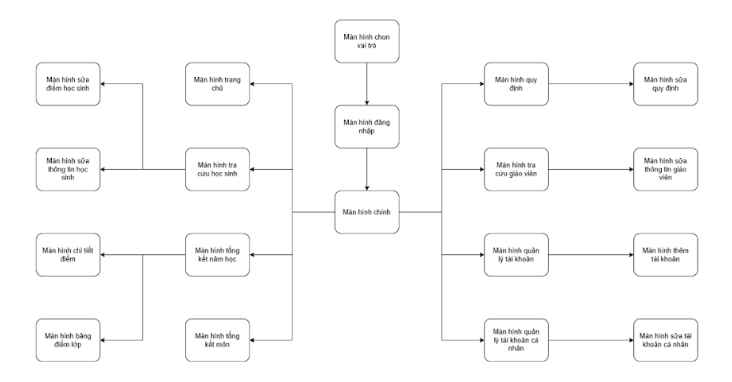 Màn hình chọn
vai trò
Màn hình sửa
điểm học sinh
Màn hình trang
chủ
Màn hình quy
định
Màn hình sửa
quy định
Màn hình đăng
nhập
Màn hình sửa
thông tin học
sinh
Màn hình tra
cứu học sinh
Màn hình tra
cứu giáo viên
Màn hình sửa
thông tin giáo
viên
Màn hình chính
Màn hình chi tiết
điểm
Màn hình tổng
kết năm học
Màn hình quản
lý tài khoản
Màn hình thêm
tài khoản
Màn hình bảng
điểm lớp
Màn hình tổng
kết môn
Màn hình quản
lý tài khoản cá
nhân
Màn hình sửa tài
khoản cá nhân